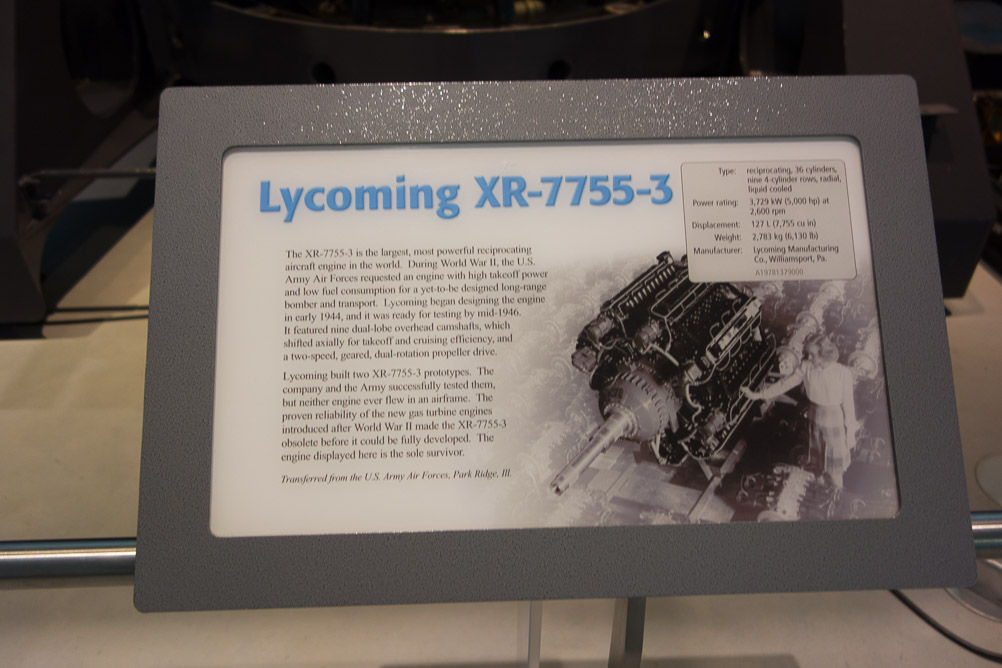 Lycoming XR-7755-3
Type: reciprocating, 36 cylinders,
nine 4-cylinder rows, radial,
liquid cooled
Power rating: 3,729 kW (5,000 hp) at
2,600 rpm
Displacement: 127 L (7,755 cu in)
Weight: 2,783 kg (6,130 lb)
Manufacturer: Lycoming Manufacturing
Co., Williamsport, Pa.
A19781379000
The XR-7755-3 is the largest, most powerful reciprocating
aircraft engine in the world. During World War II, the U.S.
Army Air Forces requested an engine with high takeoff power
and low fuel consumption for a yet-to-be designed long-range
bomber and transport. Lycoming began designing the engine
in early 1944, and it was ready for testing by mid-1946.
It featured nine dual-lobe overhead camshafts, which
shifted axially for takeoff and cruising efficiency, and
a two-speed, geared, dual-rotation propeller drive.
Lycoming built two XR-7755-3 prototypes. The
company and the Army successfully tested them,
but neither engine ever flew in an airframe. The
proven reliability of the new gas turbine engines
introduced after World War II made the XR-7755-3
obsolete before it could be fully developed. The
engine displayed here is the sole survivor.
Transferred from the U.S. Army Air Forces, Park Ridge, Ill.